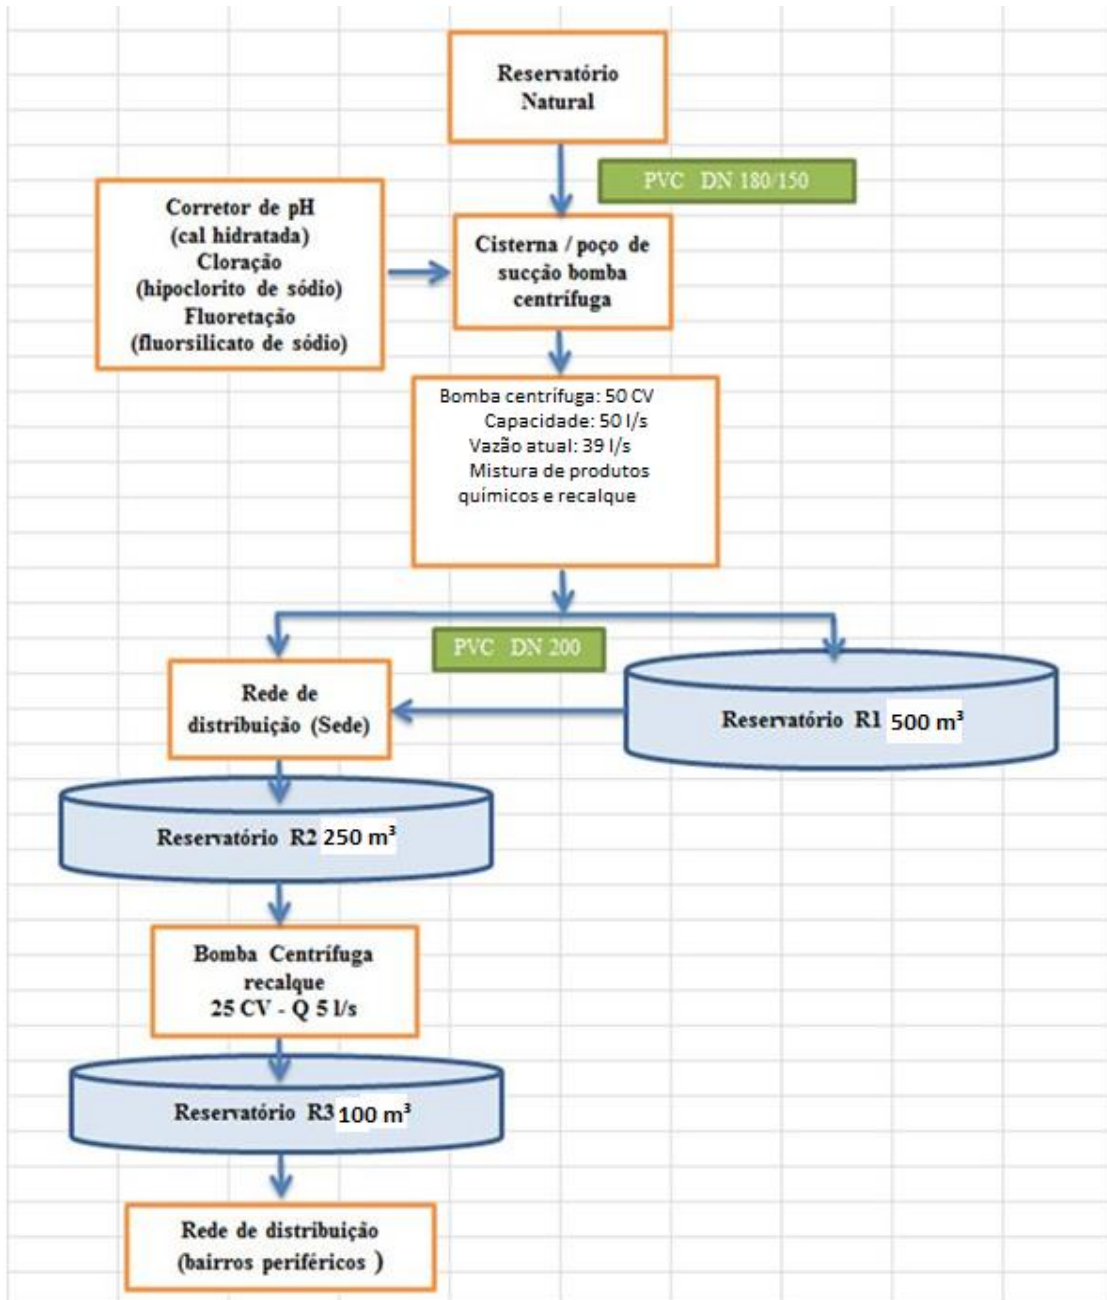 Reservatório
Natural
PVC DN 180/150
Corretor de pH
(cal hidratada)
Cloração
(hipoclorito de sódio)
Fluoretação
(fluorsilicato de sódio)
Cisterna / poço de
sucção bomba
centrífuga
Bomba centrífuga: 50 CV
Capacidade: 50 l/s
Vazão atual: 39 l/s
Mistura de produtos
químicos e recalque
PVC DN 200
Rede de
distribuição (Sede)
Reservatório R1 500 m³
Reservatório R2 250 m³
Bomba Centrífuga
recalque
25 CV - Q 5 l/s
Reservatório R3 100 m³
Rede de distribuição
(bairros periféricos )